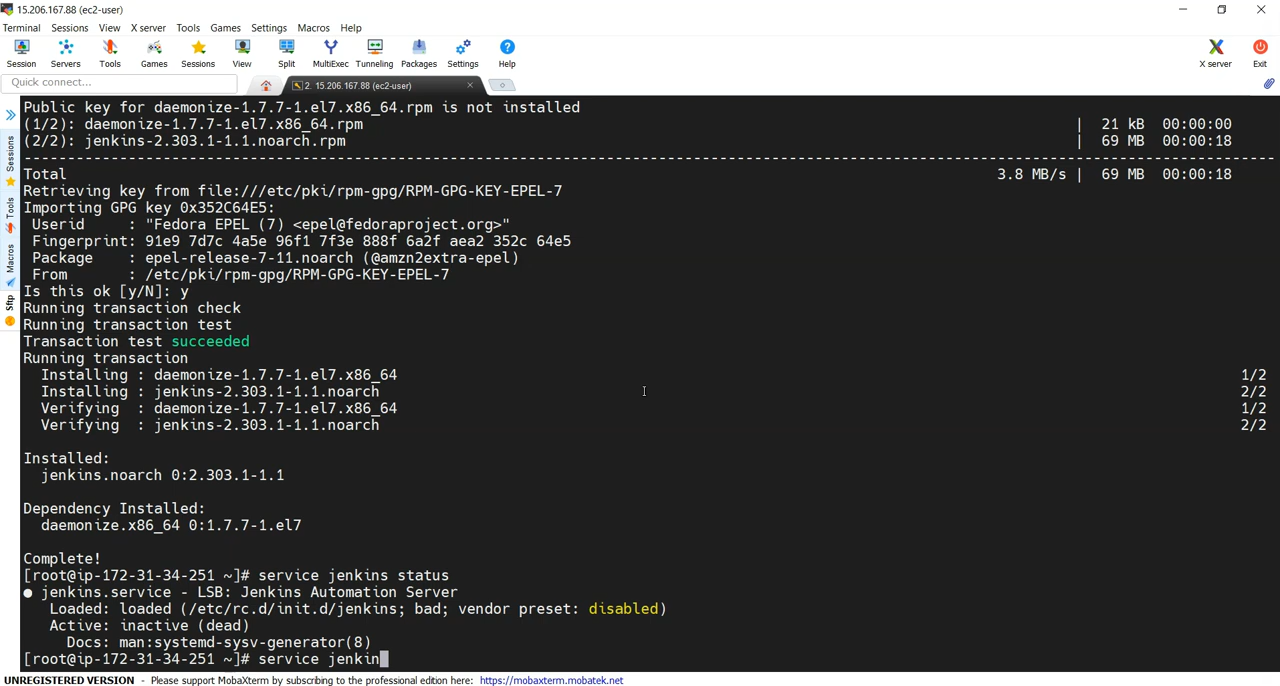 15.206.167.88 (ec2-user)
Terminal Sessions View X server Tools Games Settings Macros Help
Session Servers Tools Games Sessions View Split MultiExec Tunneling Packages Settings Help X server Exit
Quick connect...
2. 15.206.167.88 (ec2-user)
Sessions
Tools
Macros
Sftp
Public key for daemonize-1.7.7-1.el7.x86_64.rpm is not installed
(1/2): daemonize-1.7.7-1.el7.x86_64.rpm | 21 kB 00:00:00
(2/2): jenkins-2.303.1-1.1.noarch.rpm | 69 MB 00:00:18
--------------------------------------------------------------------------------
Total 3.8 MB/s | 69 MB 00:00:18
Retrieving key from file:///etc/pki/rpm-gpg/RPM-GPG-KEY-EPEL-7
Importing GPG key 0x352C64E5:
Userid : "Fedora EPEL (7) <epel@fedoraproject.org>"
Fingerprint: 91e9 7d7c 4a5e 96f1 7f3e 888f 6a2f aea2 352c 64e5
Package : epel-release-7-11.noarch (@amzn2extra-epel)
From : /etc/pki/rpm-gpg/RPM-GPG-KEY-EPEL-7
Is this ok [y/N]: y
Running transaction check
Running transaction test
Transaction test succeeded
Running transaction
Installing : daemonize-1.7.7-1.el7.x86_64 1/2
Installing : jenkins-2.303.1-1.1.noarch 2/2
Verifying : daemonize-1.7.7-1.el7.x86_64 1/2
Verifying : jenkins-2.303.1-1.1.noarch 2/2
Installed:
jenkins.noarch 0:2.303.1-1.1
Dependency Installed:
daemonize.x86_64 0:1.7.7-1.el7
Complete!
[root@ip-172-31-34-251 ~]# service jenkins status
● jenkins.service - LSB: Jenkins Automation Server
Loaded: loaded (/etc/rc.d/init.d/jenkins; bad; vendor preset: disabled)
Active: inactive (dead)
Docs: man:systemd-sysv-generator(8)
[root@ip-172-31-34-251 ~]# service jenkin
UNREGISTERED VERSION - Please support MobaXterm by subscribing to the professional edition here: https://mobaxterm.mobatek.net